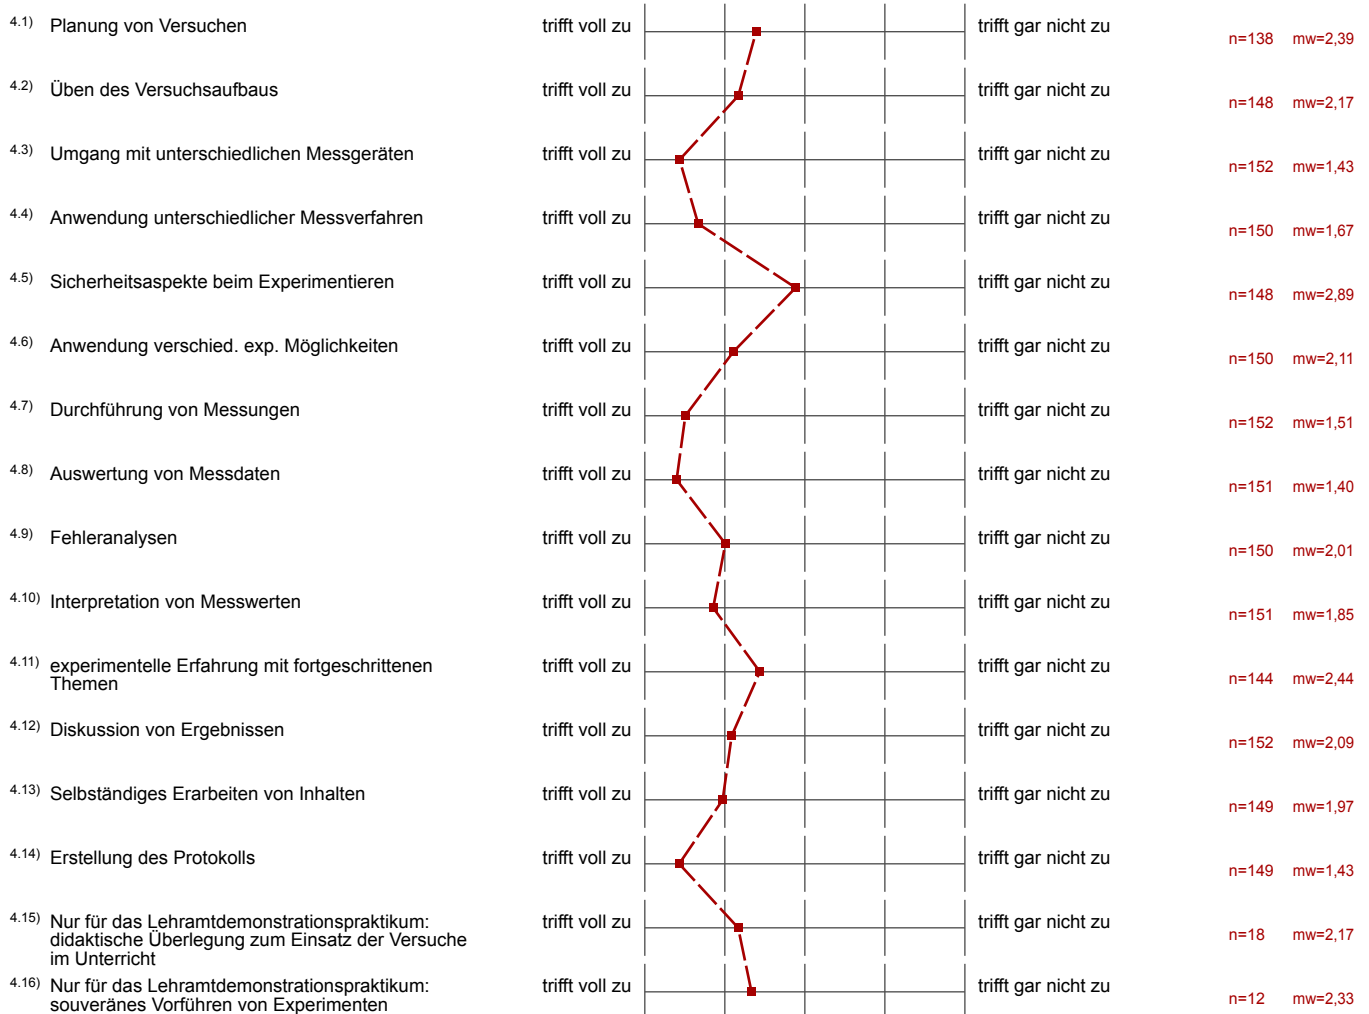 4.1) Planung von Versuchen trifft voll zu trifft gar nicht zu n=138 mw=2,39
4.2) Üben des Versuchsaufbaus trifft voll zu trifft gar nicht zu n=148 mw=2,17
4.3) Umgang mit unterschiedlichen Messgeräten trifft voll zu trifft gar nicht zu n=152 mw=1,43
4.4) Anwendung unterschiedlicher Messverfahren trifft voll zu trifft gar nicht zu n=150 mw=1,67
4.5) Sicherheitsaspekte beim Experimentieren trifft voll zu trifft gar nicht zu n=148 mw=2,89
4.6) Anwendung verschied. exp. Möglichkeiten trifft voll zu trifft gar nicht zu n=150 mw=2,11
4.7) Durchführung von Messungen trifft voll zu trifft gar nicht zu n=152 mw=1,51
4.8) Auswertung von Messdaten trifft voll zu trifft gar nicht zu n=151 mw=1,40
4.9) Fehleranalysen trifft voll zu trifft gar nicht zu n=150 mw=2,01
4.10) Interpretation von Messwerten trifft voll zu trifft gar nicht zu n=151 mw=1,85
4.11) experimentelle Erfahrung mit fortgeschrittenen trifft voll zu trifft gar nicht zu n=144 mw=2,44
Themen
4.12) Diskussion von Ergebnissen trifft voll zu trifft gar nicht zu n=152 mw=2,09
4.13) Selbständiges Erarbeiten von Inhalten trifft voll zu trifft gar nicht zu n=149 mw=1,97
4.14) Erstellung des Protokolls trifft voll zu trifft gar nicht zu n=149 mw=1,43
4.15) Nur für das Lehramtdemonstrationspraktikum: trifft voll zu trifft gar nicht zu n=18 mw=2,17
didaktische Überlegung zum Einsatz der Versuche
im Unterricht
4.16) Nur für das Lehramtdemonstrationspraktikum: trifft voll zu trifft gar nicht zu n=12 mw=2,33
souveränes Vorführen von Experimenten